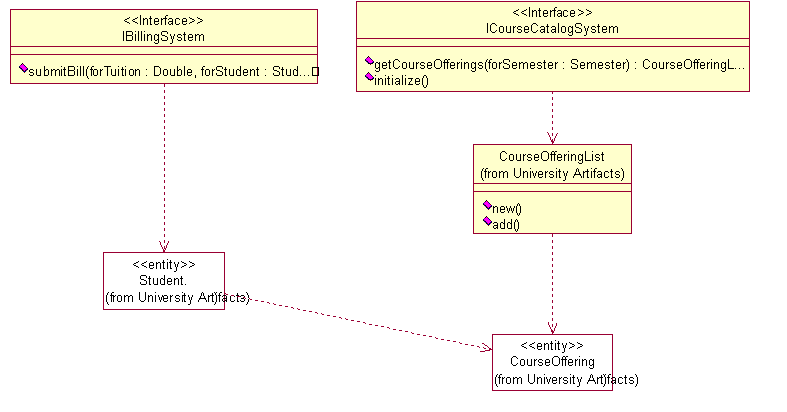 <<Interface>>
IBillingSystem
submitBill(forTuition : Double, forStudent : Stud...
<<Interface>>
ICourseCatalogSystem
getCourseOfferings(forSemester : Semester) : CourseOfferingL...
initialize()
CourseOfferingList
(from University Artifacts)
new()
add()
<<entity>>
Student.
(from University Artifacts)
<<entity>>
CourseOffering
(from University Artifacts)